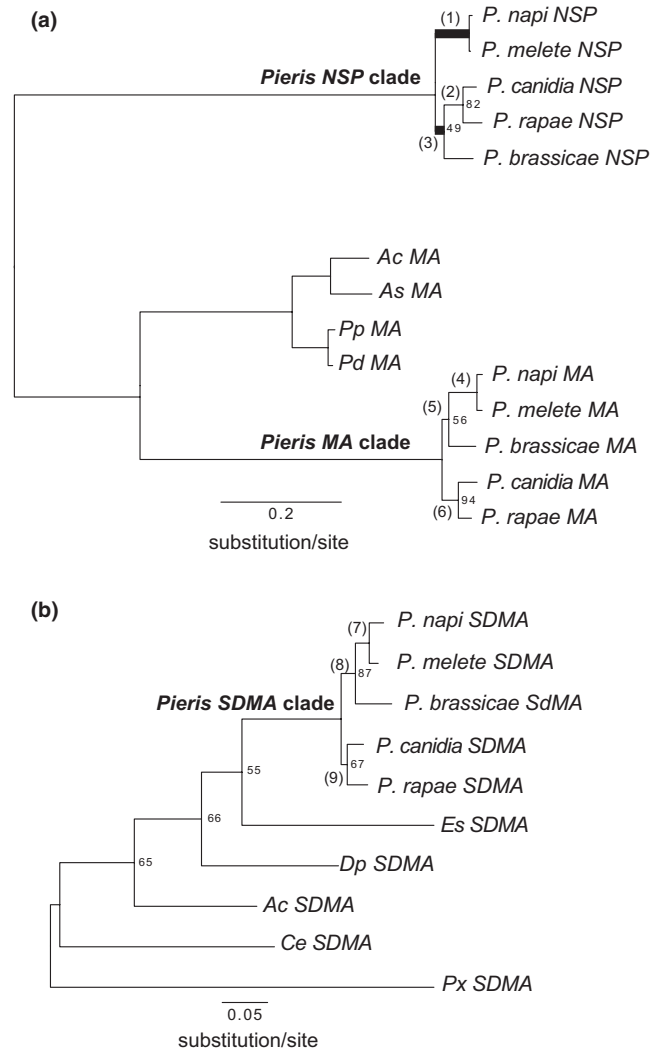 (a)
(1)
P. napi NSP
P. melete NSP
Pieris NSP clade
(2)
P. canidia NSP
82
P. rapae NSP
49
(3)
P. brassicae NSP
Ac MA
As MA
Pp MA
Pd MA
(4)
P. napi MA
(5)
P. melete MA
56
Pieris MA clade
P. brassicae MA
P. canidia MA
94
(6)
P. rapae MA
0.2
substitution/site
(b)
(7)
P. napi SDMA
(8)
P. melete SDMA
87
Pieris SDMA clade
P. brassicae SdMA
P. canidia SDMA
67
(9)
P. rapae SDMA
55
Es SDMA
66
Dp SDMA
65
Ac SDMA
Ce SDMA
Px SDMA
0.05
substitution/site